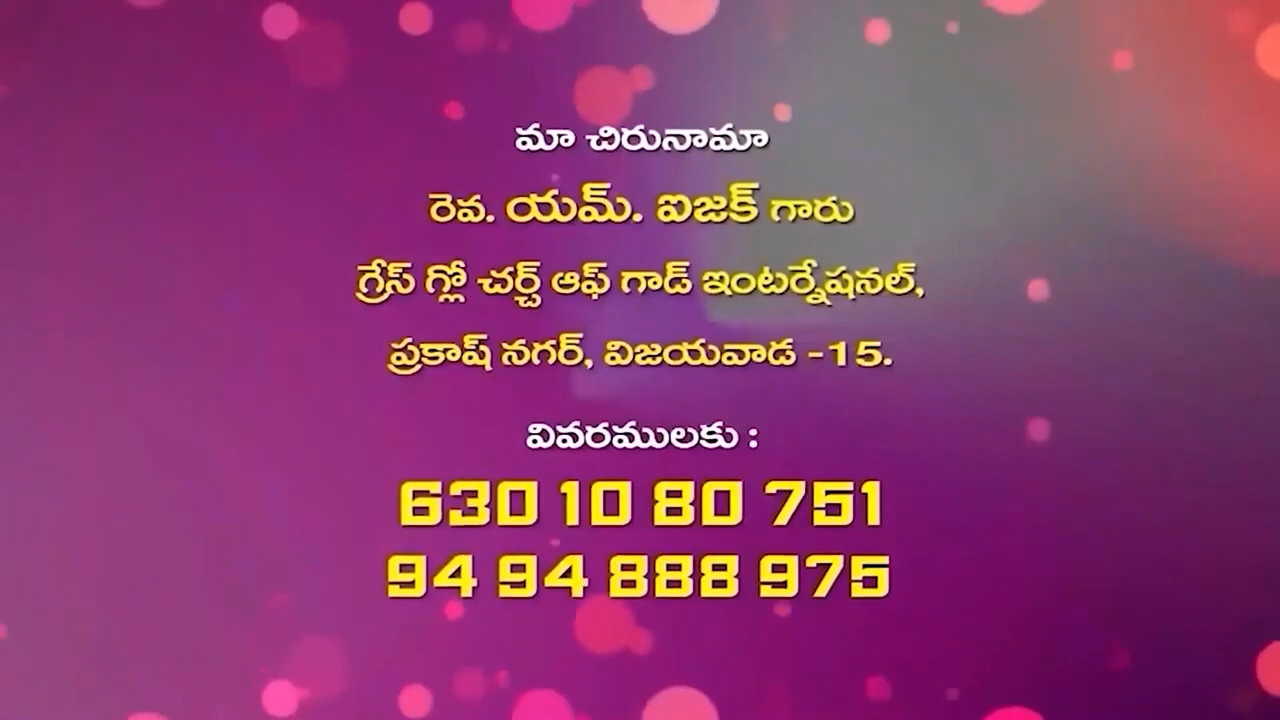 మా చిరునామా
రెవ. యమ్. ఐజక్ గారు
గ్రేస్ గ్లో చర్చ్ ఆఫ్ గాడ్ ఇంటర్నేషనల్,
ప్రకాష్ నగర్, విజయవాడ -15.
వివరములకు :
630 10 80 751
94 94 888 975